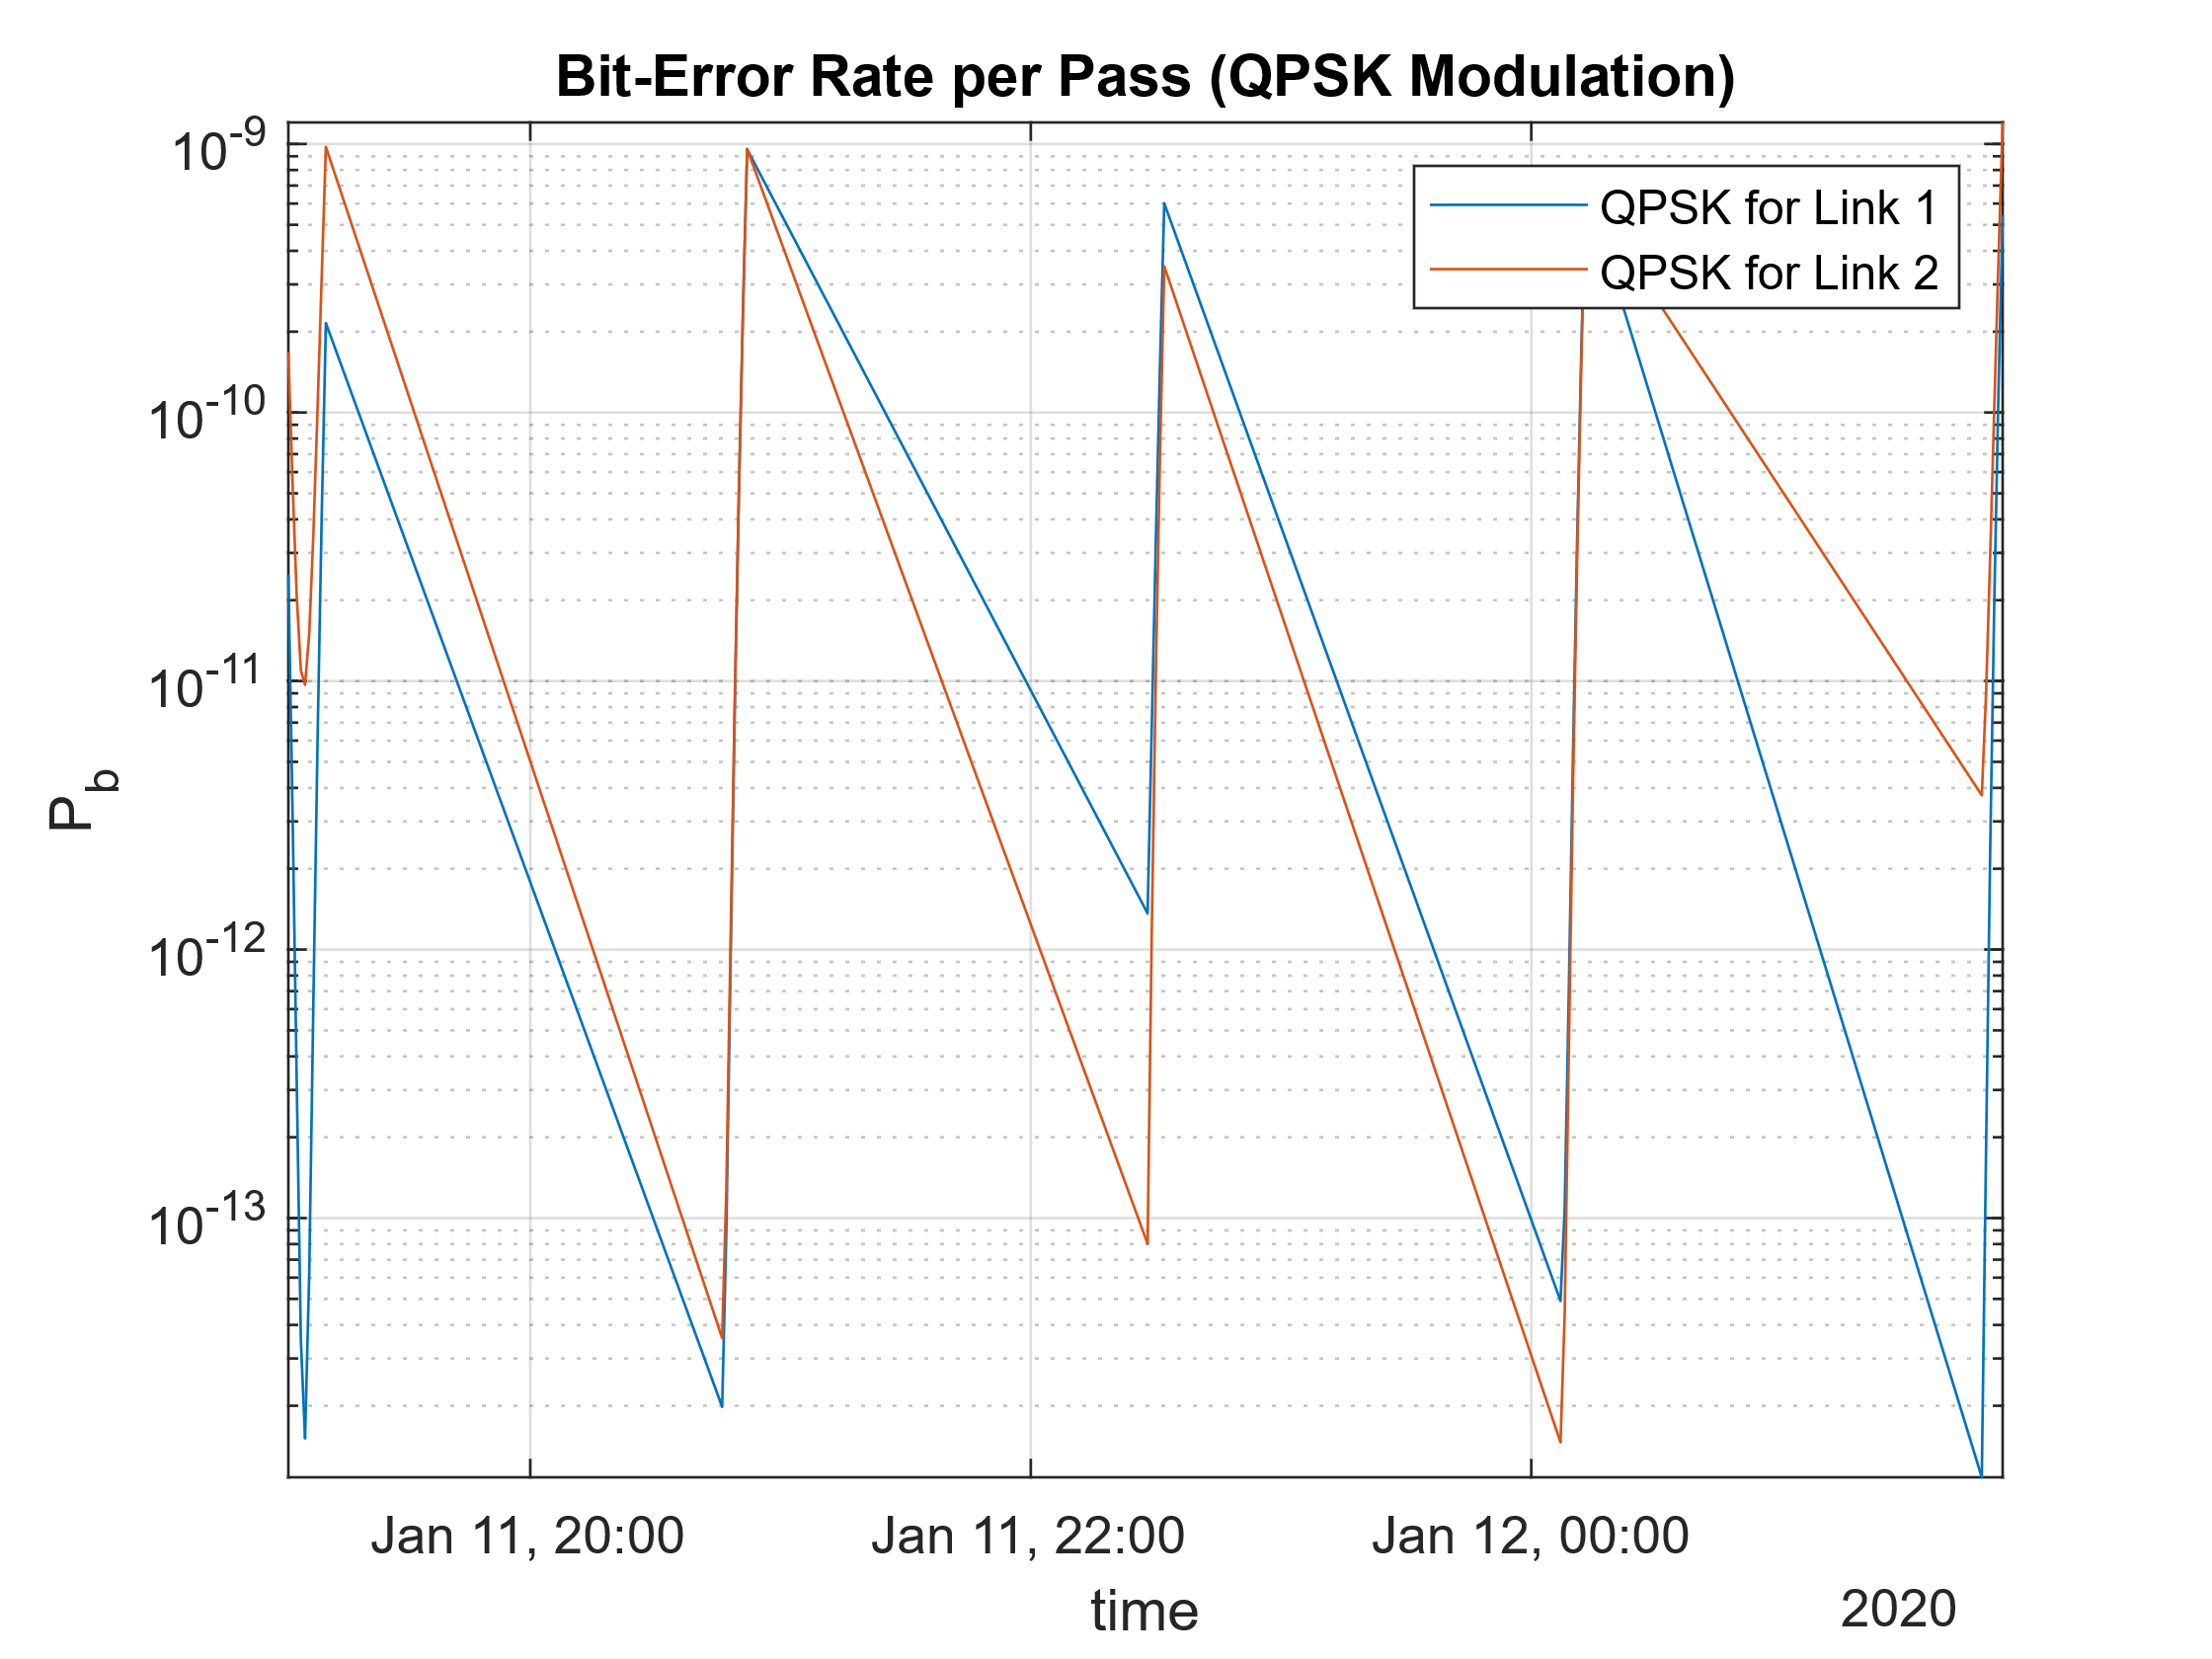 Bit-Error Rate per Pass (QPSK Modulation)
10-9
10-10
10-11
10-12
10-13
Pb
QPSK for Link 1
QPSK for Link 2
Jan 11, 20:00
Jan 11, 22:00
Jan 12, 00:00
time
2020